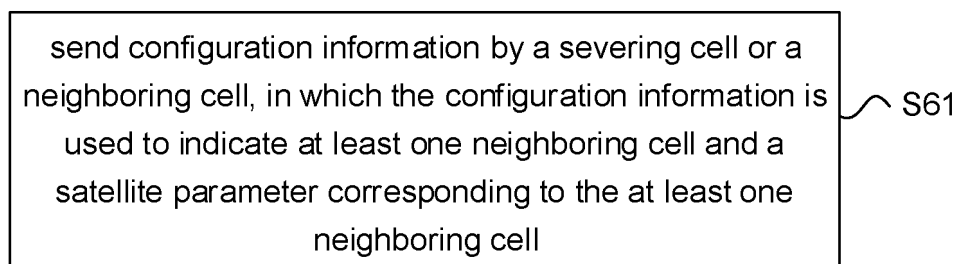 send configuration information by a severing cell or a
neighboring cell, in which the configuration information is
used to indicate at least one neighboring cell and a
satellite parameter corresponding to the at least one
neighboring cell
S61